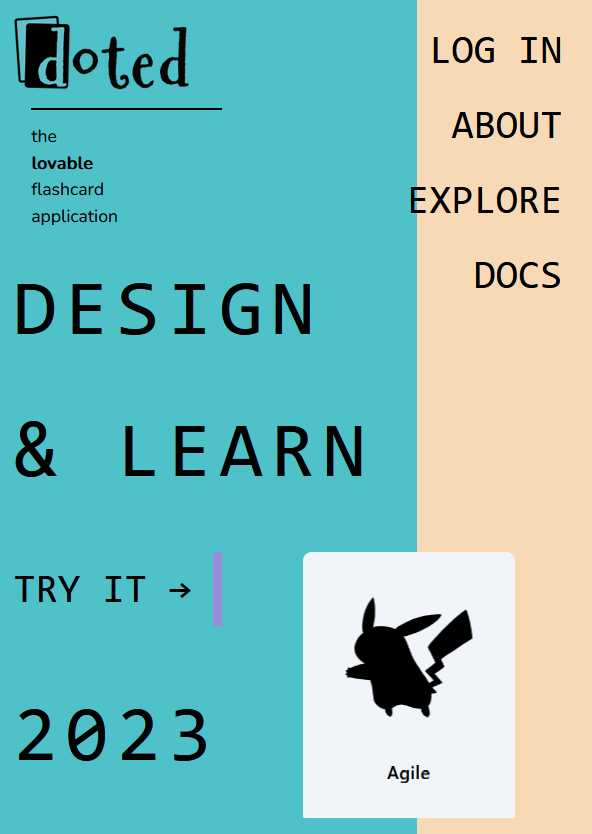 doted
the
lovable
flashcard
application
LOG IN
ABOUT
EXPLORE
DOCS
DESIGN
& LEARN
TRY IT →
2023
Agile